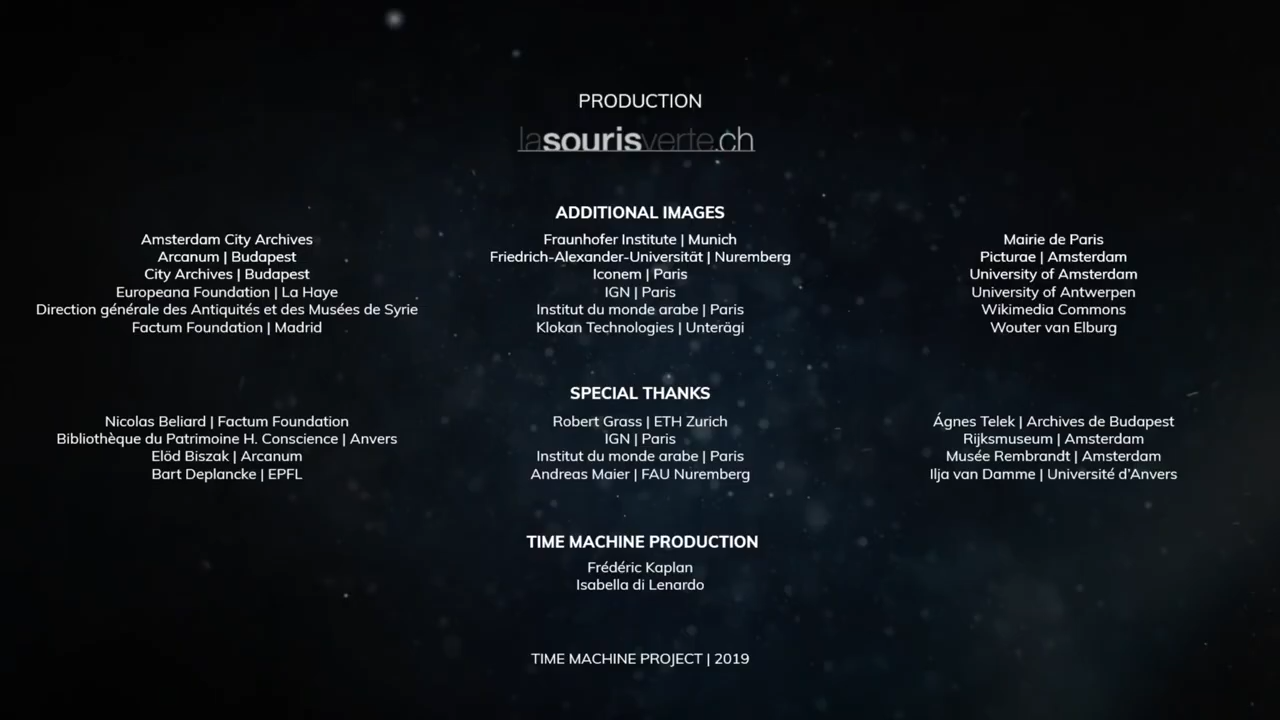 PRODUCTION
lasourisverte.ch
ADDITIONAL IMAGES
Amsterdam City Archives
Arcanum | Budapest
City Archives | Budapest
Europeana Foundation | La Haye
Direction générale des Antiquités et des Musées de Syrie
Factum Foundation | Madrid
Fraunhofer Institute | Munich
Friedrich-Alexander-Universität | Nuremberg
Iconem | Paris
IGN | Paris
Institut du monde arabe | Paris
Klokan Technologies | Unterägi
Mairie de Paris
Picturae | Amsterdam
University of Amsterdam
University of Antwerpen
Wikimedia Commons
Wouter van Elburg
SPECIAL THANKS
Nicolas Beliard | Factum Foundation
Bibliothèque du Patrimoine H. Conscience | Anvers
Elöd Biszak | Arcanum
Bart Deplancke | EPFL
Robert Grass | ETH Zurich
IGN | Paris
Institut du monde arabe | Paris
Andreas Maier | FAU Nuremberg
Ágnes Telek | Archives de Budapest
Rijksmuseum | Amsterdam
Musée Rembrandt | Amsterdam
Ilja van Damme | Université d'Anvers
TIME MACHINE PRODUCTION
Frédéric Kaplan
Isabella di Lenardo
TIME MACHINE PROJECT | 2019